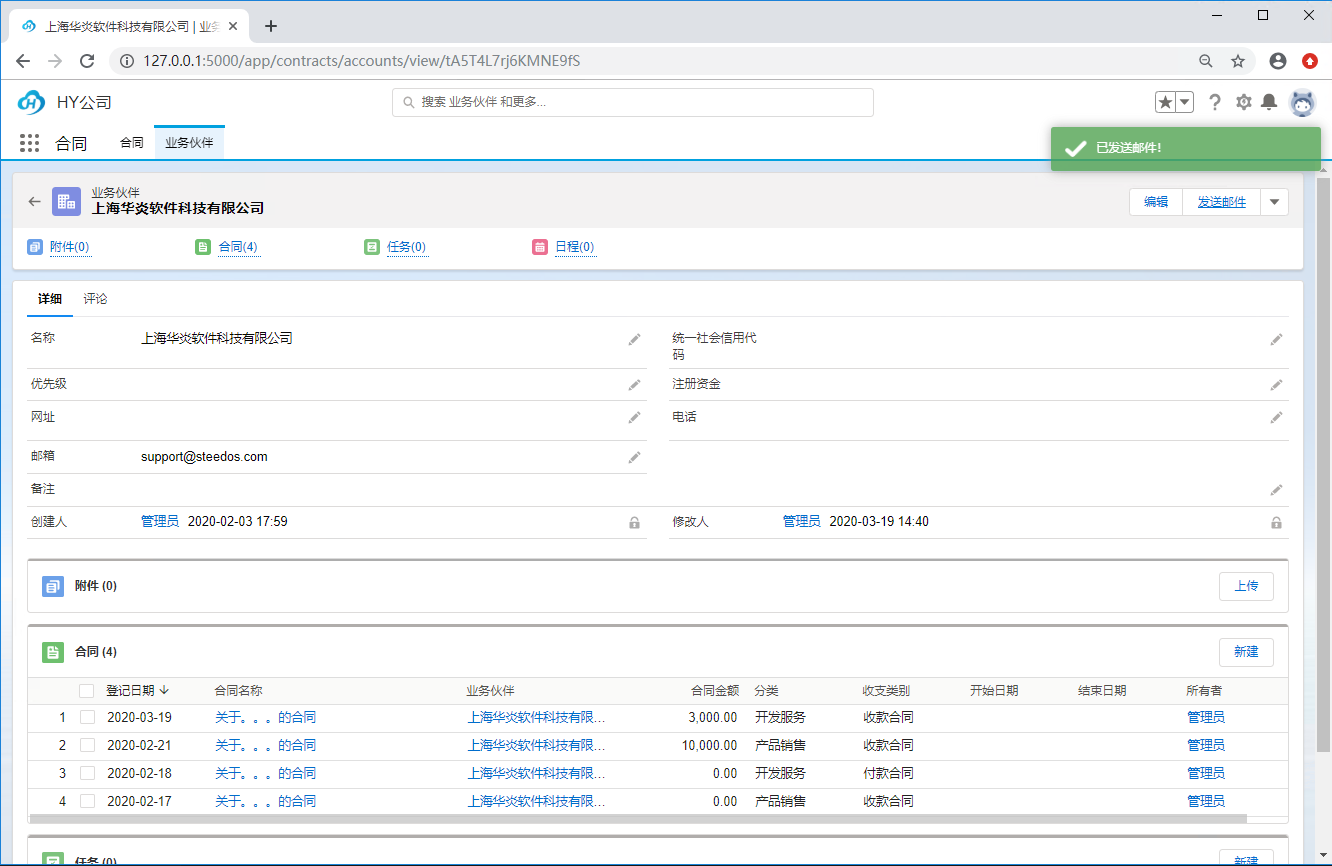 上海华炎软件科技有限公司 | 业务
127.0.0.1:5000/app/contracts/accounts/view/tA5T4L7rj6KMNE9fS
HY公司
搜索 业务伙伴 和更多...
合同 合同 业务伙伴
已发送邮件!
业务伙伴
上海华炎软件科技有限公司
编辑 发送邮件
附件(0) 合同(4) 任务(0) 日程(0)
详细 评论
名称 上海华炎软件科技有限公司 统一社会信用代
码
优先级 注册资金
网址 电话
邮箱 support@steedos.com
备注
创建人 管理员 2020-02-03 17:59 修改人 管理员 2020-03-19 14:40
附件 (0) 上传
合同 (4) 新建
登记日期 合同名称 业务伙伴 合同金额 分类 收支类别 开始日期 结束日期 所有者
1 2020-03-19 关于。。。的合同 上海华炎软件科技有限... 3,000.00 开发服务 收款合同 管理员
2 2020-02-21 关于。。。的合同 上海华炎软件科技有限... 10,000.00 产品销售 收款合同 管理员
3 2020-02-18 关于。。。的合同 上海华炎软件科技有限... 0.00 开发服务 付款合同 管理员
4 2020-02-17 关于。。。的合同 上海华炎软件科技有限... 0.00 产品销售 收款合同 管理员
任务 (0) 新建